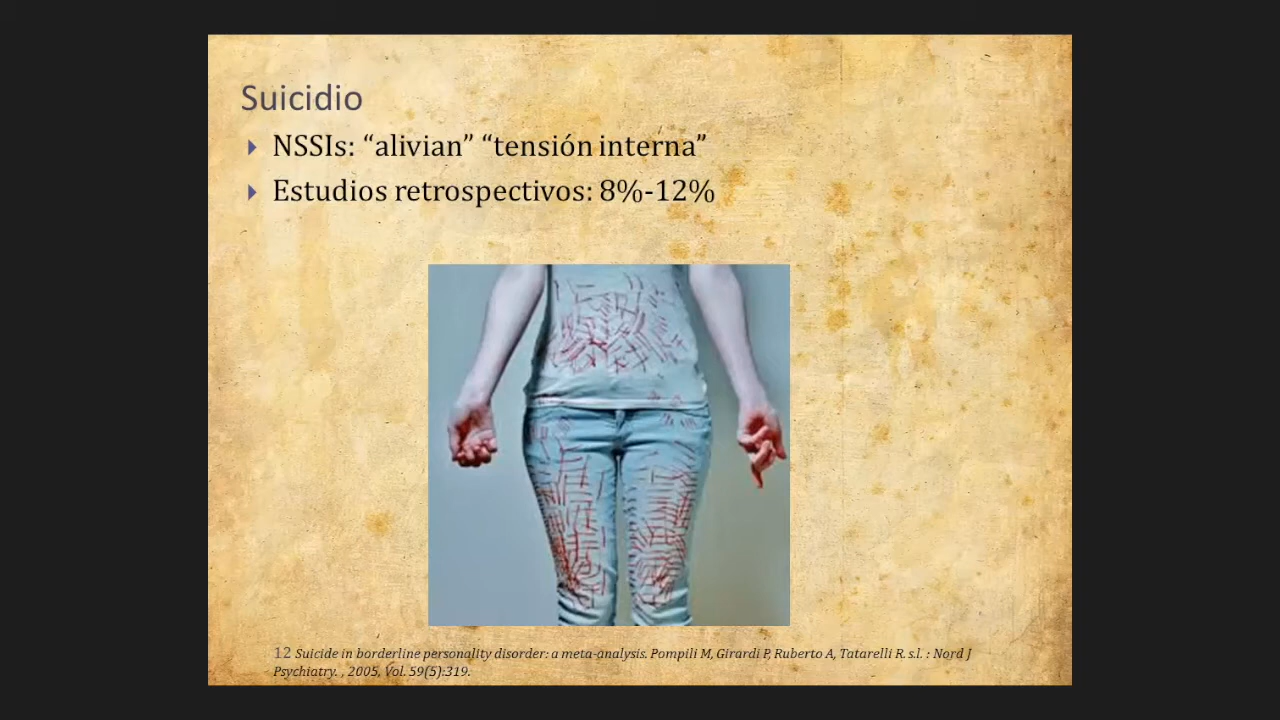 Suicidio
NSSIs: “alivian” “tensión interna”
Estudios retrospectivos: 8%-12%
12 Suicide in borderline personality disorder: a meta-analysis. Pompili M, Girardi P, Ruberto A, Tatarelli R. s.l. : Nord J
Psychiatry. , 2005, Vol. 59(5):319.